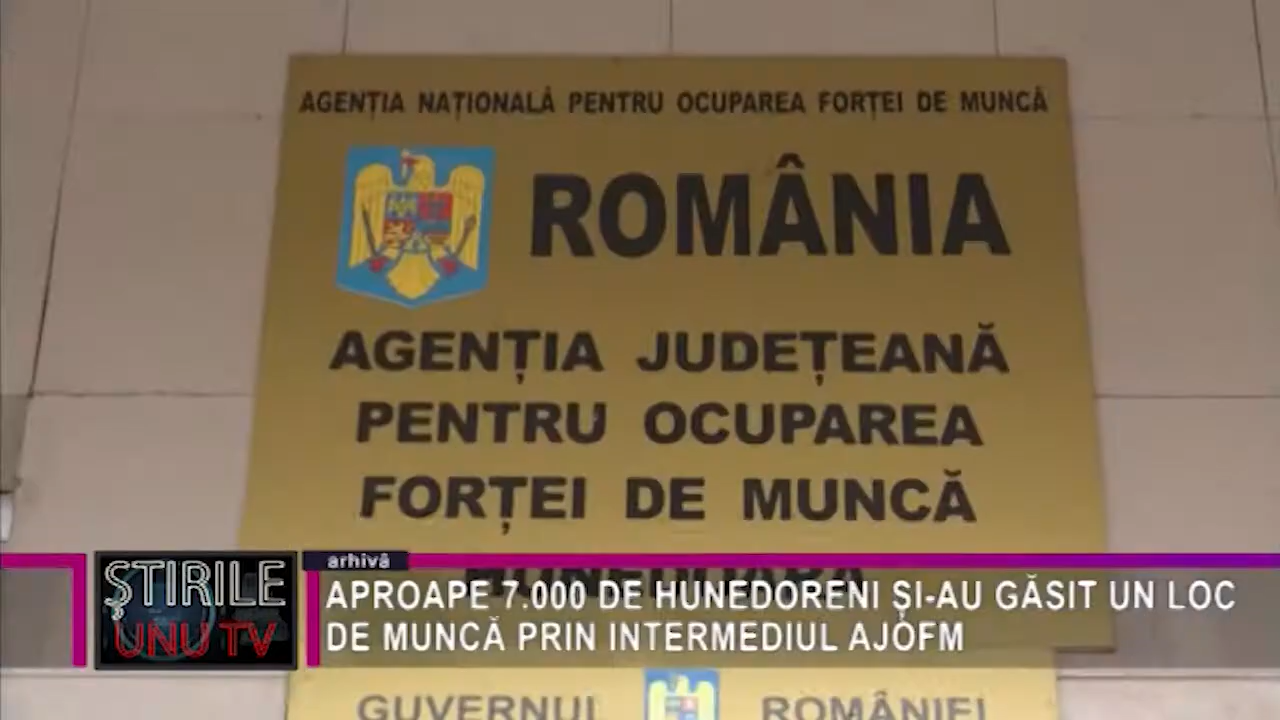 AGENȚIA NAȚIONALĂ PENTRU OCUPAREA FORȚEI DE MUNCĂ
ROMÂNIA
AGENȚIA JUDEȚEANĂ
PENTRU OCUPAREA
FORȚEI DE MUNCĂ
HUNEDOARA
arhivă
ȘTIRILE
UNU TV
APROAPE 7.000 DE HUNEDORENI ȘI-AU GĂSIT UN LOC
DE MUNCĂ PRIN INTERMEDIUL AJOFM
GUVERNUL ROMÂNIEI